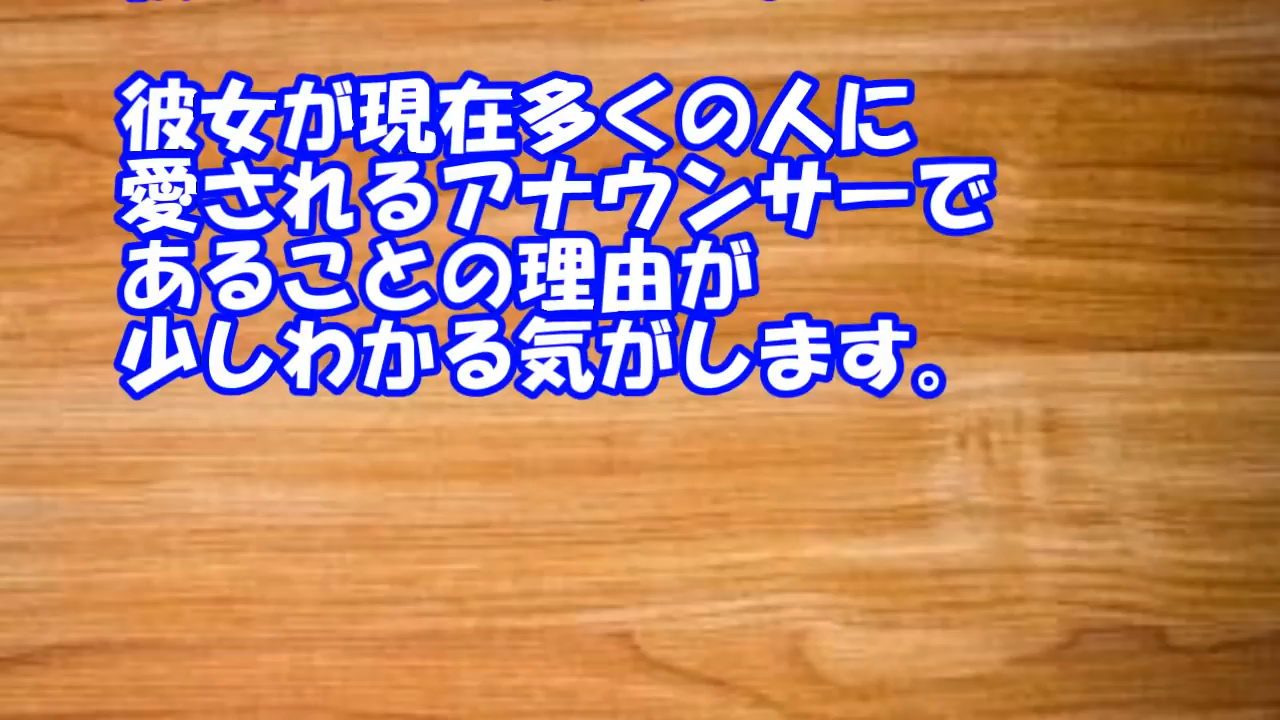 彼女が現在多くの人に
愛されるアナウンサーで
あることの理由が
少しわかる気がします。